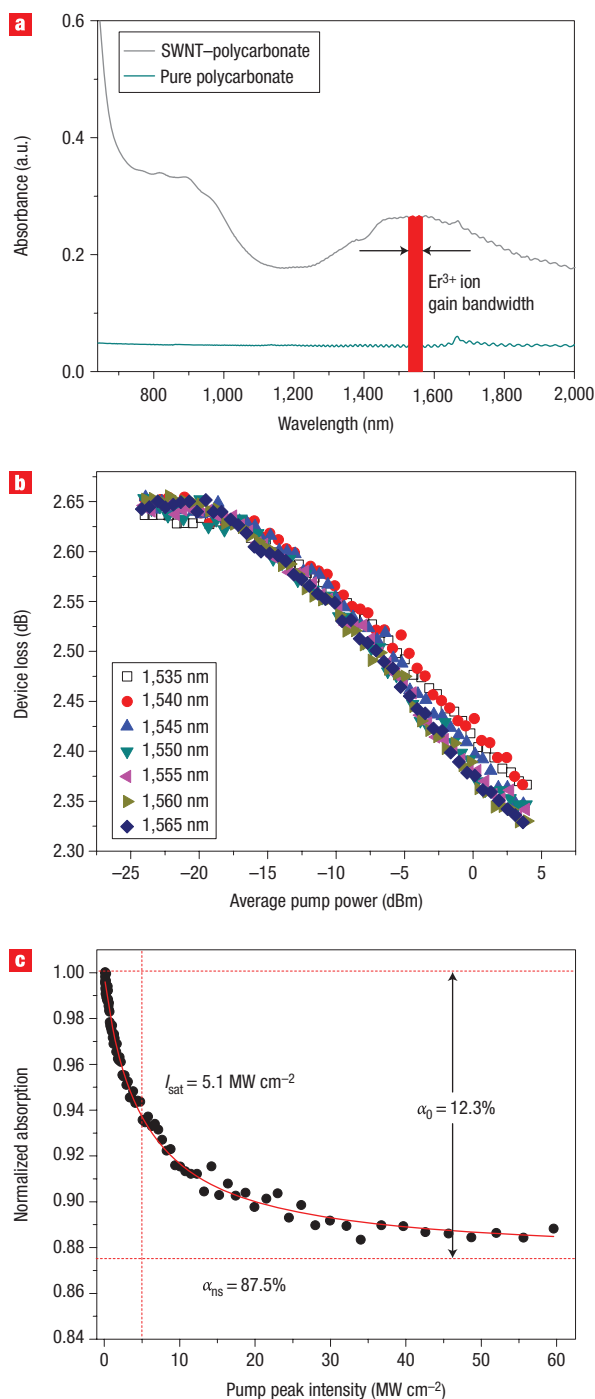 a
SWNT–polycarbonate
Pure polycarbonate
0.6
0.4
0.2
0.0
Absorbance (a.u.)
Er³⁺ ion
gain bandwidth
800
1,000
1,200
1,400
1,600
1,800
2,000
Wavelength (nm)
b
2.65
2.60
2.55
2.50
2.45
2.40
2.35
2.30
Device loss (dB)
1,535 nm
1,540 nm
1,545 nm
1,550 nm
1,555 nm
1,560 nm
1,565 nm
–25
–20
–15
–10
–5
0
5
Average pump power (dBm)
c
1.00
0.98
0.96
0.94
0.92
0.90
0.88
0.86
0.84
Normalized absorption
Isat = 5.1 MW cm⁻²
α₀ = 12.3%
αns = 87.5%
0
10
20
30
40
50
60
Pump peak intensity (MW cm⁻²)